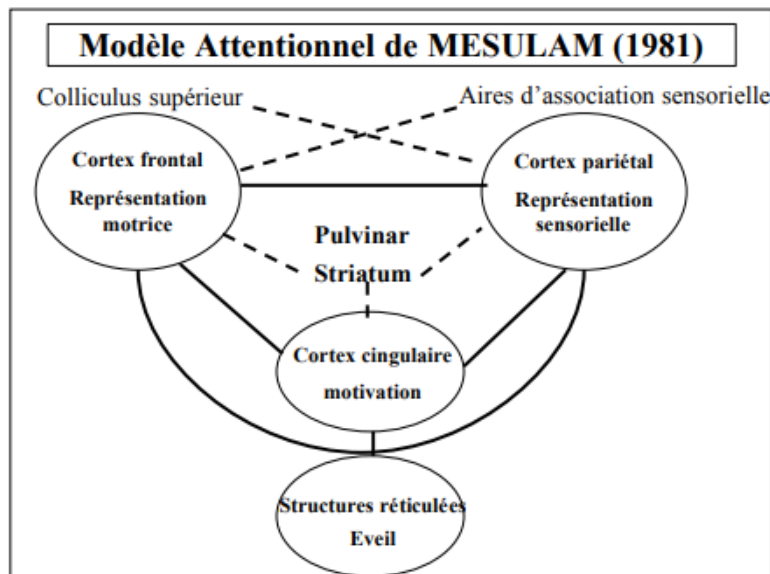 Modèle Attentionnel de MESULAM (1981)
Colliculus supérieur
Aires d'association sensorielle
Cortex frontal
Représentation
motrice
Cortex pariétal
Représentation
sensorielle
Pulvinar
Striatum
Cortex cingulaire
motivation
Structures réticulées
Eveil